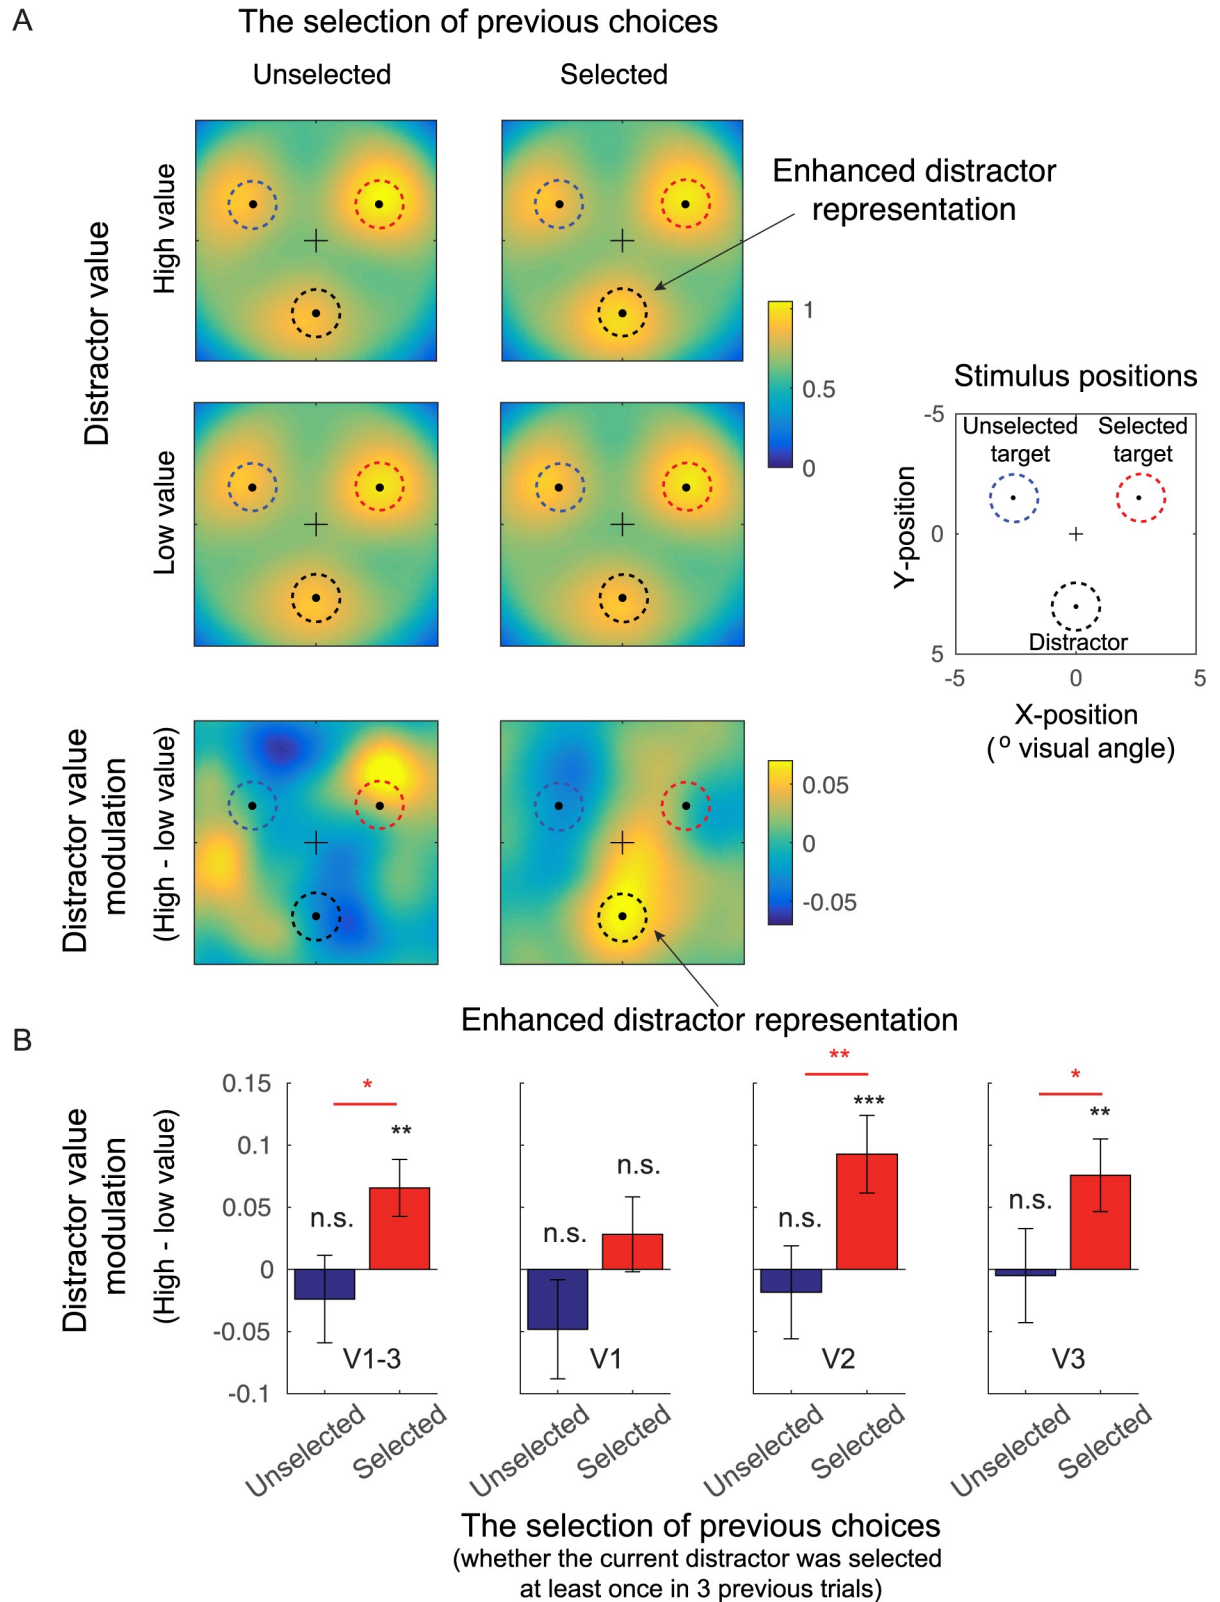 A
The selection of previous choices
Unselected
Selected
Distractor value
High value
Low value
Enhanced distractor
representation
1
0.5
0
Stimulus positions
-5
0
5
Y-position
Unselected
target
Selected
target
Distractor
-5
0
5
X-position
(º visual angle)
Distractor value
modulation
(High - low value)
0.05
0
-0.05
Enhanced distractor representation
B
Distractor value
modulation
(High - low value)
0.15
0.1
0.05
0
-0.05
-0.1
*
**
n.s.
V1-3
n.s.
n.s.
V1
**
***
n.s.
V2
*
**
n.s.
V3
Unselected
Selected
Unselected
Selected
Unselected
Selected
Unselected
Selected
The selection of previous choices
(whether the current distractor was selected
at least once in 3 previous trials)